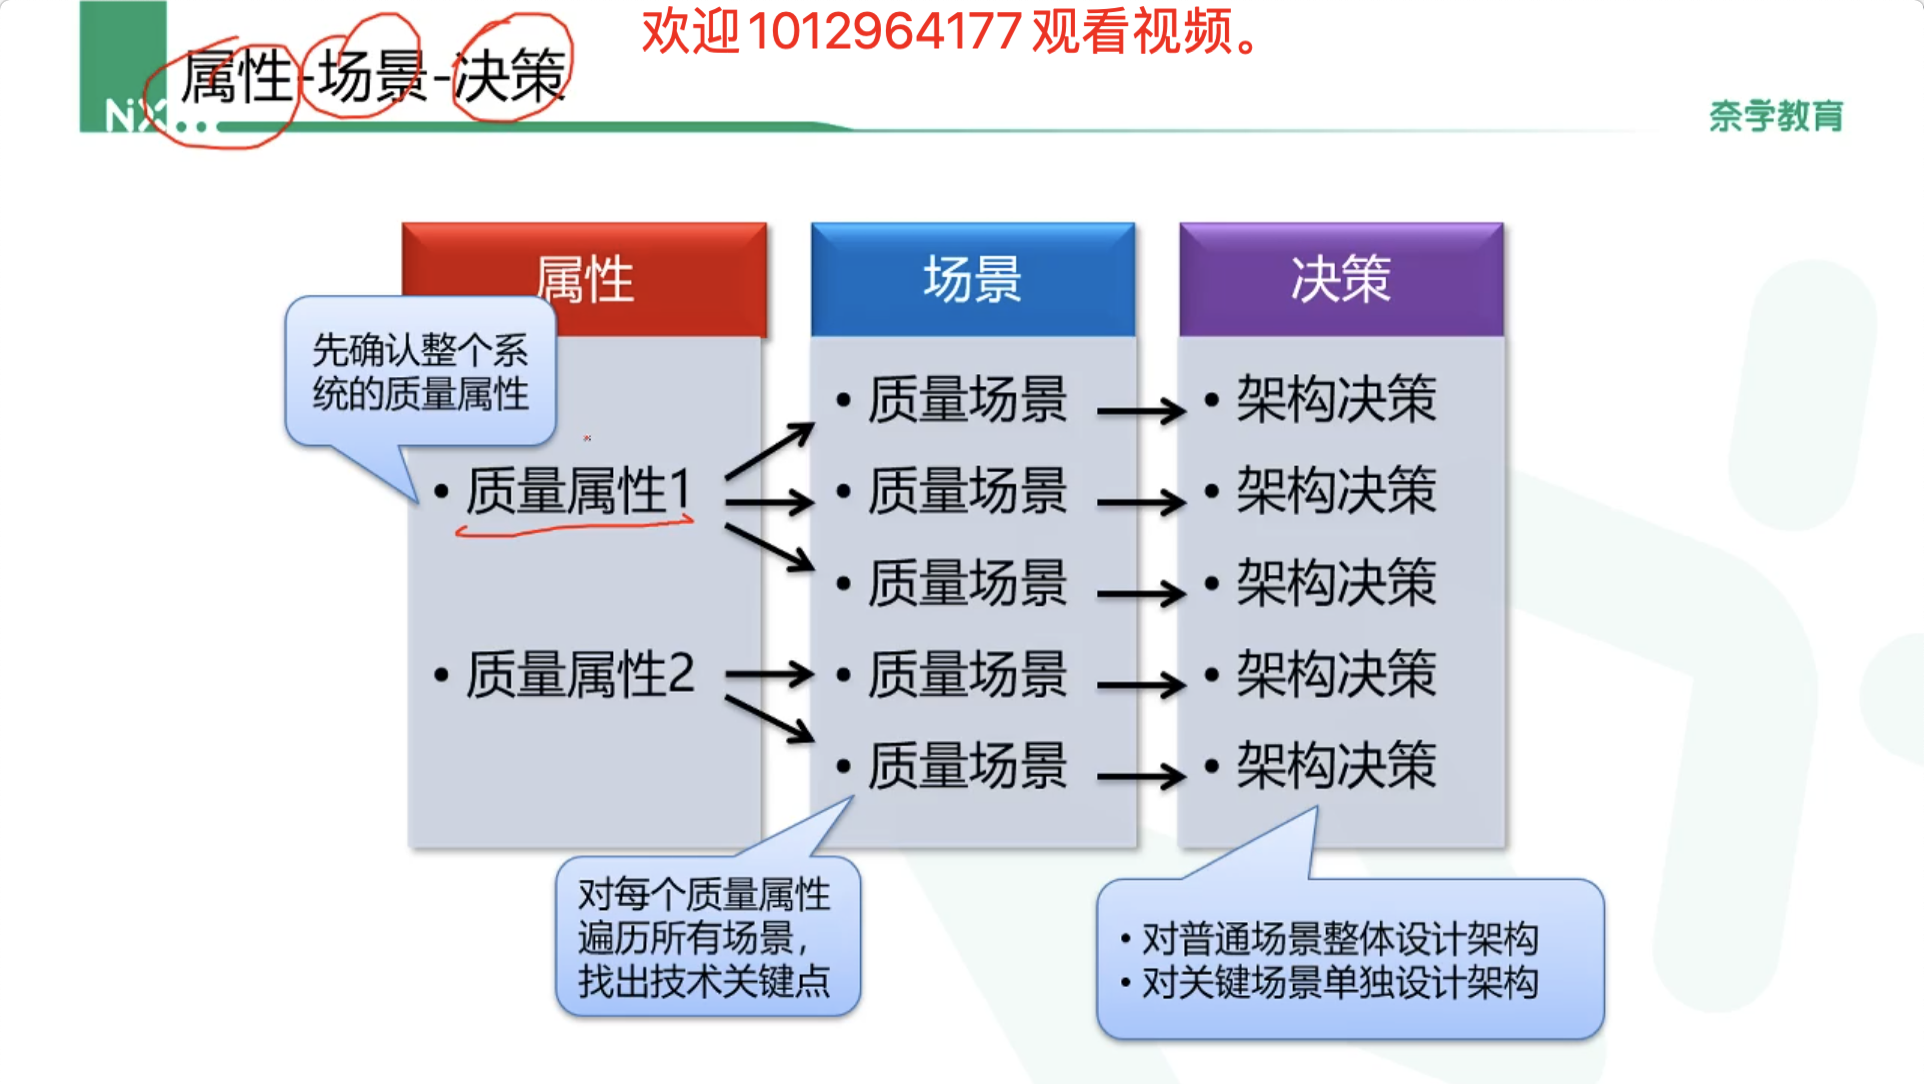 欢迎1012964177观看视频。
属性-场景-决策
NX
奈学教育
属性
场景
决策
先确认整个系
统的质量属性
• 质量属性1
• 质量属性2
• 质量场景
• 质量场景
• 质量场景
• 质量场景
• 质量场景
• 架构决策
• 架构决策
• 架构决策
• 架构决策
• 架构决策
对每个质量属性
遍历所有场景，
找出技术关键点
• 对普通场景整体设计架构
• 对关键场景单独设计架构